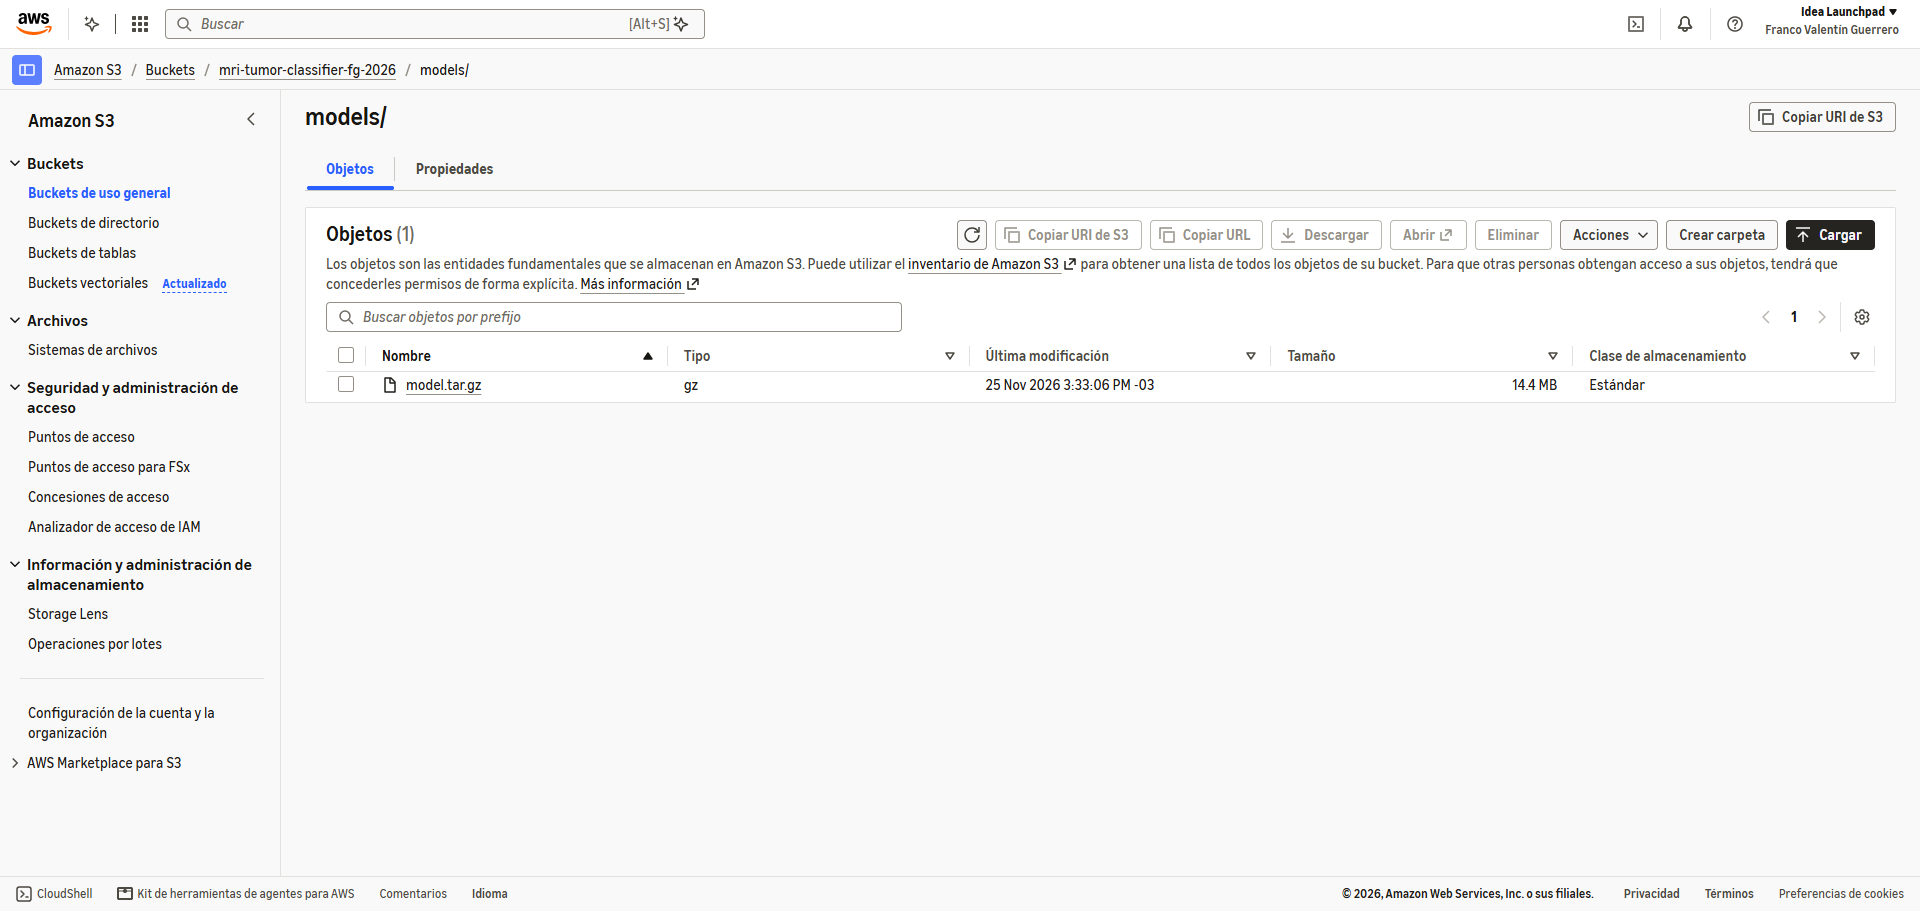 aws
Buscar
[Alt+S]
Idea Launchpad
Franco Valentín Guerrero
Amazon S3 / Buckets / mri-tumor-classifier-fg-2026 / models/
Amazon S3
Buckets
Buckets de uso general
Buckets de directorio
Buckets de tablas
Buckets vectoriales Actualizado
Archivos
Sistemas de archivos
Seguridad y administración de
acceso
Puntos de acceso
Puntos de acceso para FSx
Concesiones de acceso
Analizador de acceso de IAM
Información y administración de
almacenamiento
Storage Lens
Operaciones por lotes
Configuración de la cuenta y la
organización
AWS Marketplace para S3
models/
Copiar URI de S3
Objetos
Propiedades
Objetos (1)
Copiar URI de S3
Copiar URL
Descargar
Abrir
Eliminar
Acciones
Crear carpeta
Cargar
Los objetos son las entidades fundamentales que se almacenan en Amazon S3. Puede utilizar el inventario de Amazon S3 para obtener una lista de todos los objetos de su bucket. Para que otras personas obtengan acceso a sus objetos, tendrá que
concederles permisos de forma explícita. Más información
Buscar objetos por prefijo
1
Nombre Tipo Última modificación Tamaño Clase de almacenamiento
model.tar.gz gz 25 Nov 2026 3:33:06 PM -03 14.4 MB Estándar
CloudShell Kit de herramientas de agentes para AWS Comentarios Idioma
© 2026, Amazon Web Services, Inc. o sus filiales. Privacidad Términos Preferencias de cookies